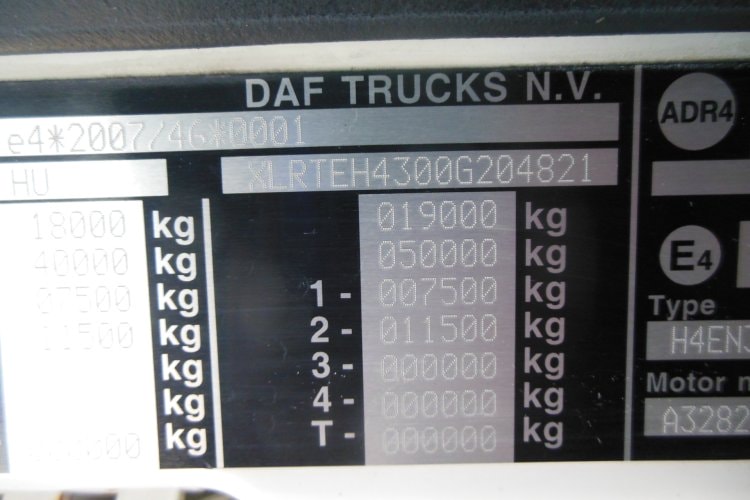 DAF TRUCKS N.V.
ADR4
e4*2007/46*0001
HU XLRTEH4300G204821
18000 kg 019000 kg
40000 kg 050000 kg
E4
07500 kg 1- 007500 kg
Type
11500 kg 2- 011500 kg
H4EN3
kg 3- 000000 kg
Motor n
kg 4- 000000 kg
A3282
000000 kg T- 000000 kg